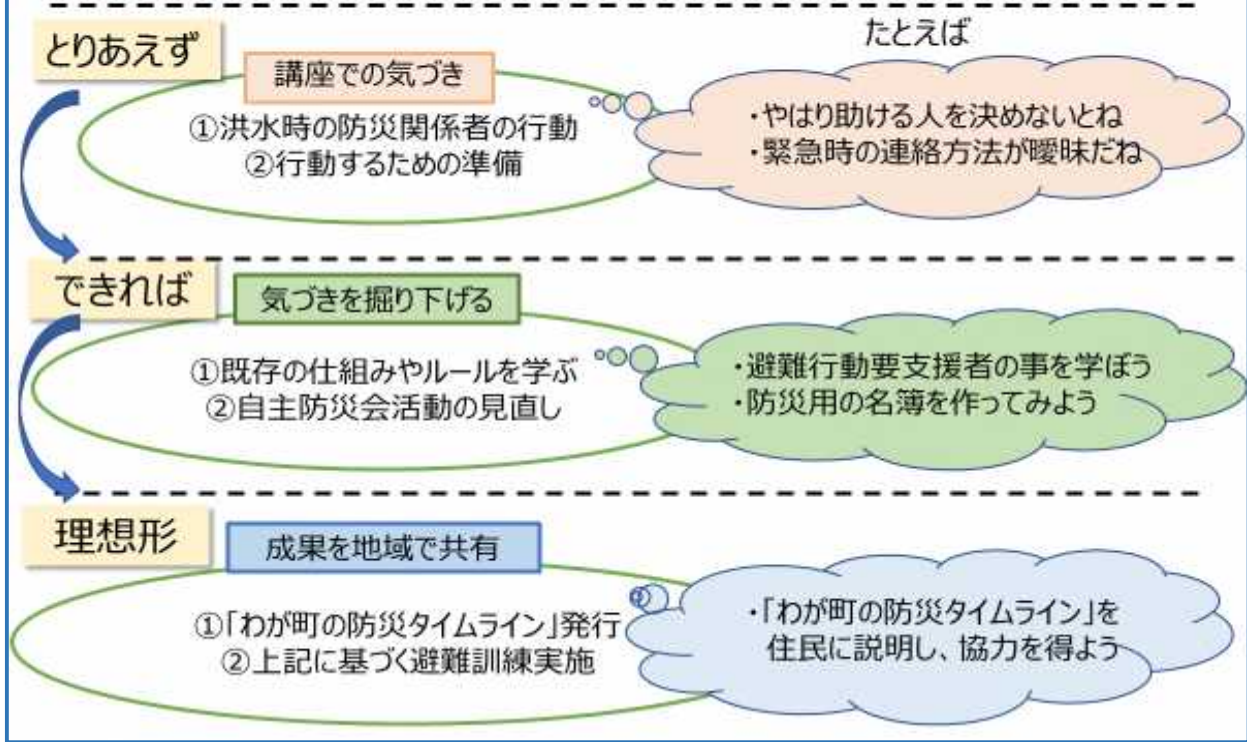 たとえば
とりあえず
講座での気づき
①洪水時の防災関係者の行動
②行動するための準備
・やはり助ける人を決めないとね
・緊急時の連絡方法が曖昧だね
できれば
気づきを掘り下げる
①既存の仕組みやルールを学ぶ
②自主防災会活動の見直し
・避難行動要支援者の事を学ぼう
・防災用の名簿を作ってみよう
理想形
成果を地域で共有
①「わが町の防災タイムライン」発行
②上記に基づく避難訓練実施
・「わが町の防災タイムライン」を
住民に説明し、協力を得よう